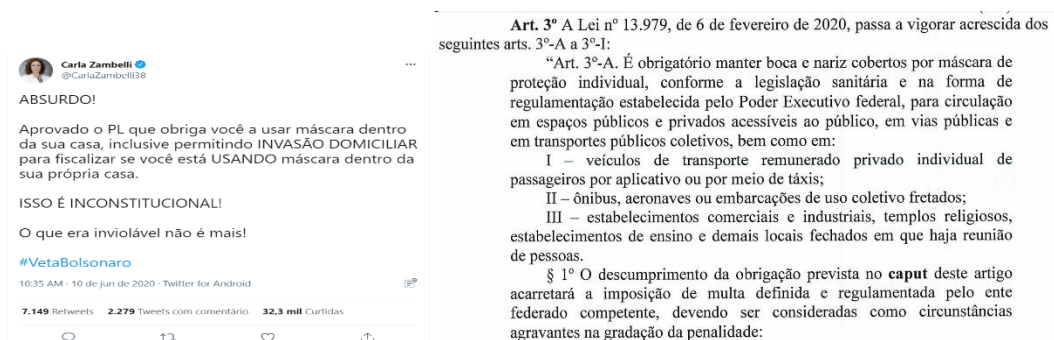 Carla Zambelli
@CarlaZambelli38
ABSURDO!
Aprovado o PL que obriga você a usar máscara dentro
da sua casa, inclusive permitindo INVASÃO DOMICILIAR
para fiscalizar se você está USANDO máscara dentro da
sua própria casa.
ISSO É INCONSTITUCIONAL!
O que era inviolável não é mais!
#VetaBolsonaro
10:35 AM · 10 de jun de 2020 · Twitter for Android
7.149 Retweets 2.279 Tweets com comentário 32,3 mil Curtidas
Art. 3º A Lei nº 13.979, de 6 de fevereiro de 2020, passa a vigorar acrescida dos
seguintes arts. 3º-A a 3º-I:
“Art. 3º-A. É obrigatório manter boca e nariz cobertos por máscara de
proteção individual, conforme a legislação sanitária e na forma de
regulamentação estabelecida pelo Poder Executivo federal, para circulação
em espaços públicos e privados acessíveis ao público, em vias públicas e
em transportes públicos coletivos, bem como em:
I – veículos de transporte remunerado privado individual de
passageiros por aplicativo ou por meio de táxis;
II – ônibus, aeronaves ou embarcações de uso coletivo fretados;
III – estabelecimentos comerciais e industriais, templos religiosos,
estabelecimentos de ensino e demais locais fechados em que haja reunião
de pessoas.
§ 1º O descumprimento da obrigação prevista no caput deste artigo
acarretará a imposição de multa definida e regulamentada pelo ente
federado competente, devendo ser consideradas como circunstâncias
agravantes na gradação da penalidade: